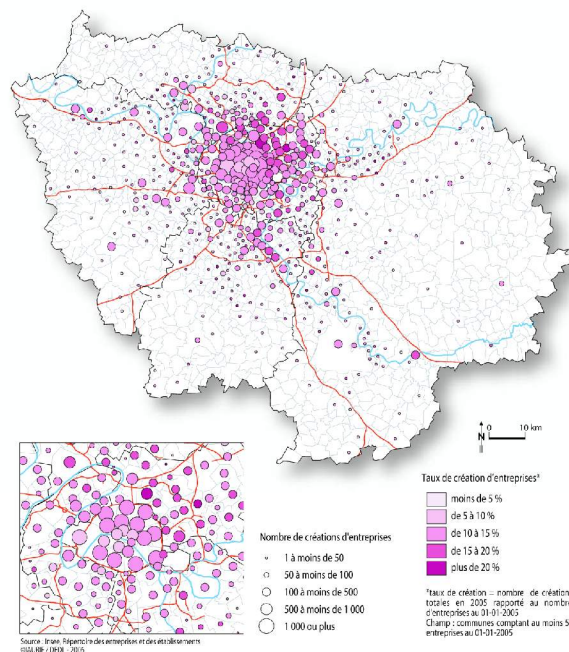 N
0 10 km
Taux de création d'entreprises*
moins de 5 %
de 5 à 10 %
de 10 à 15 %
de 15 à 20 %
plus de 20 %
Nombre de créations d'entreprises
1 à moins de 50
50 à moins de 100
100 à moins de 500
500 à moins de 1 000
1 000 ou plus
*taux de création = nombre de création
totales en 2005 rapporté au nombre
d'entreprises au 01-01-2005
Champ : communes comptant au moins 5
entreprises au 01-01-2005
Source : Insee, Répertoire des entreprises et des établissements
©IAURIF / DEDL - 2006